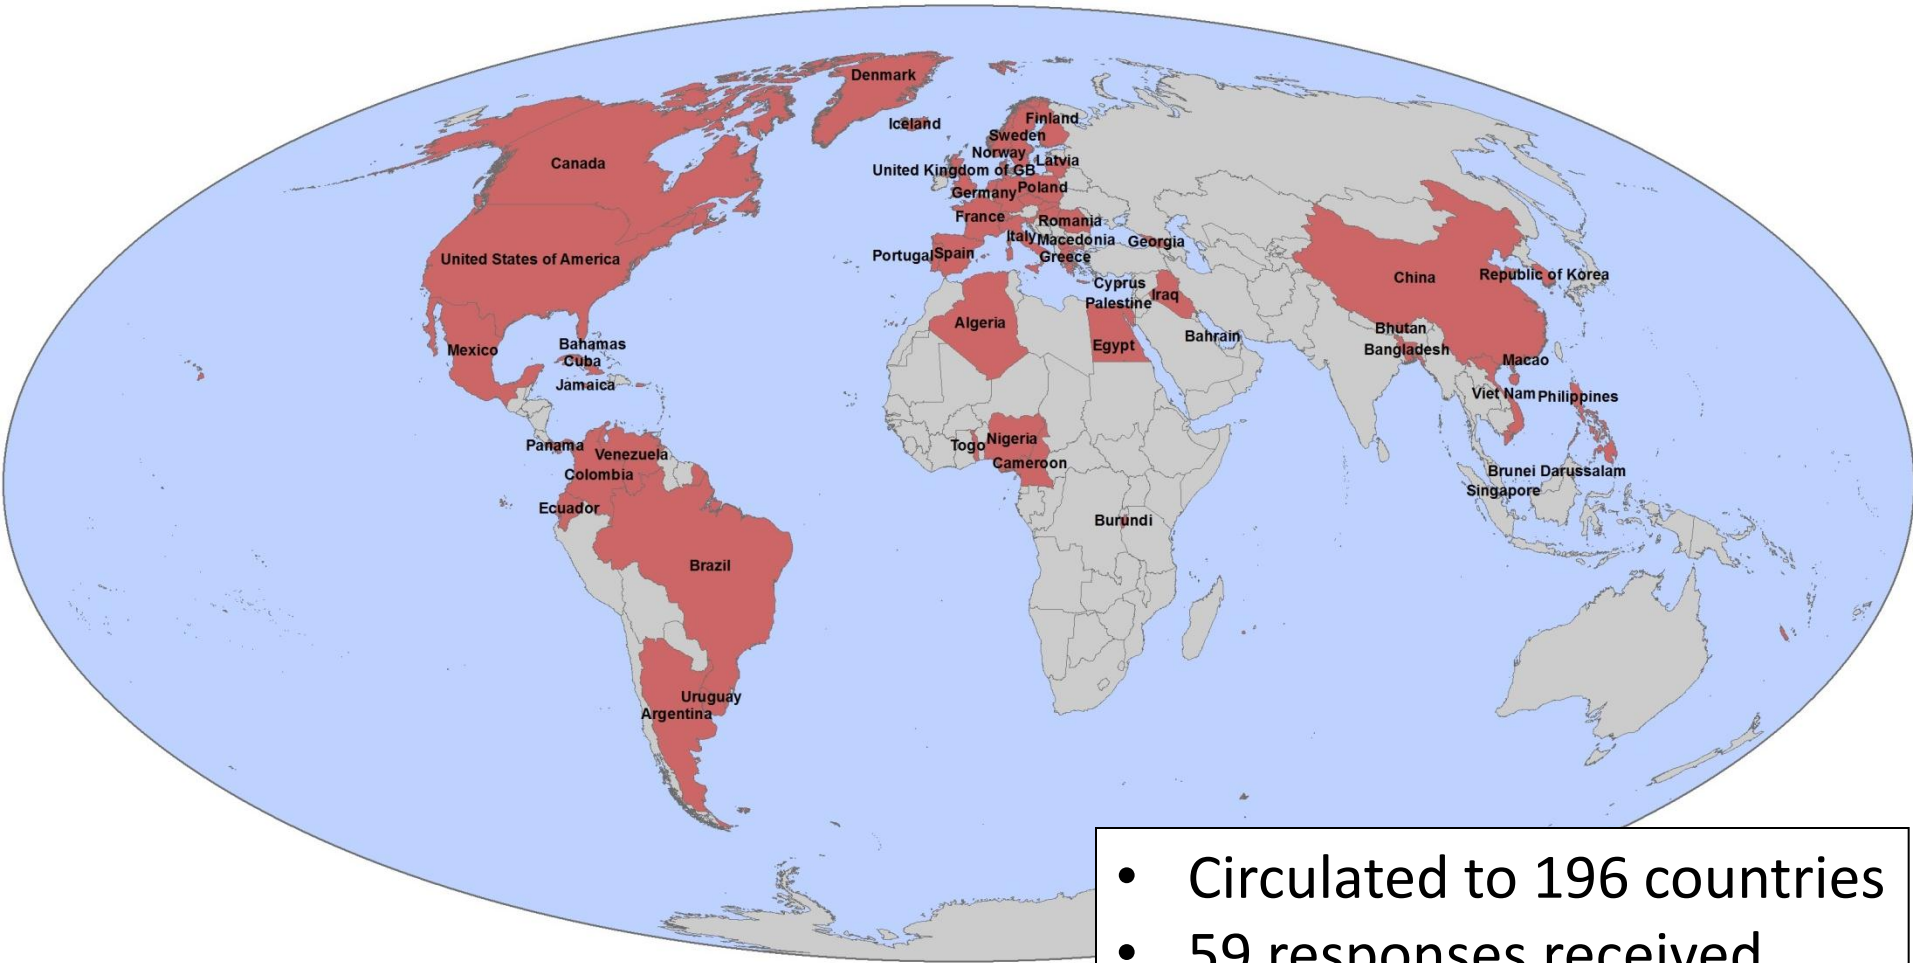 Denmark
Iceland
Finland
Sweden
Norway
Latvia
United Kingdom of GB
Canada
Germany
Poland
France
Romania
Italy
Macedonia
Georgia
Portugal
Spain
Greece
United States of America
China
Republic of Korea
Cyprus
Palestine
Iraq
Algeria
Egypt
Bahrain
Bhutan
Bangladesh
Macao
Mexico
Bahamas
Cuba
Jamaica
Viet Nam
Philippines
Panama
Venezuela
Colombia
Togo
Nigeria
Cameroon
Brunei Darussalam
Singapore
Ecuador
Burundi
Brazil
Uruguay
Argentina
• Circulated to 196 countries
• 59 responses received